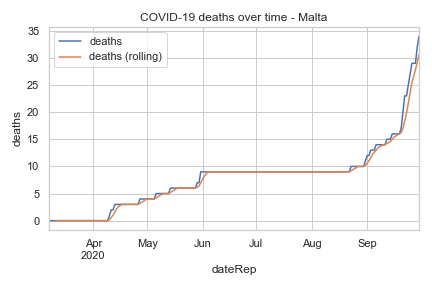 COVID-19 deaths over time - Malta
deaths
deaths (rolling)
35
30
25
20
15
10
5
0
deaths
Apr
2020
May
Jun
Jul
Aug
Sep
dateRep